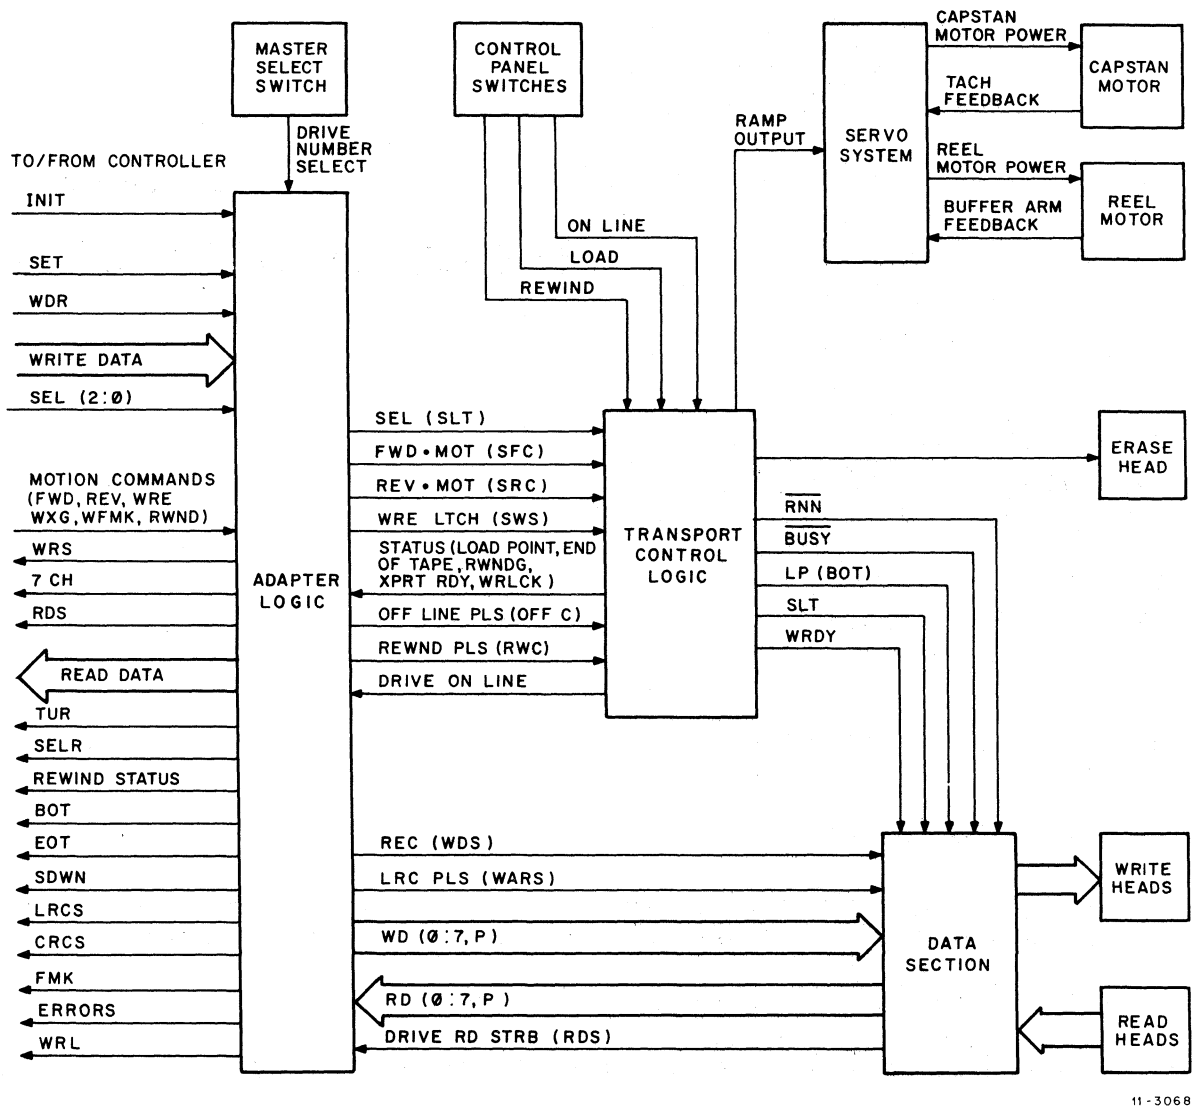 MASTER
SELECT
SWITCH
CONTROL
PANEL
SWITCHES
CAPSTAN
MOTOR POWER
CAPSTAN
MOTOR
TACH
FEEDBACK
RAMP
OUTPUT
SERVO
SYSTEM
REEL
MOTOR POWER
REEL
MOTOR
BUFFER ARM
FEEDBACK
DRIVE
NUMBER
SELECT
TO/FROM CONTROLLER
INIT
SET
WDR
WRITE DATA
SEL (2:0)
ON LINE
LOAD
REWIND
MOTION COMMANDS
(FWD, REV, WRE
WXG, WFMK, RWND)
WRS
7 CH
RDS
READ DATA
TUR
SELR
REWIND STATUS
BOT
EOT
SDWN
LRCS
CRCS
FMK
ERRORS
WRL
ADAPTER
LOGIC
SEL (SLT)
FWD•MOT (SFC)
REV•MOT (SRC)
WRE LTCH (SWS)
STATUS (LOAD POINT, END
OF TAPE, RWNDG,
XPRT RDY, WRLCK)
OFF LINE PLS (OFF C)
REWND PLS (RWC)
DRIVE ON LINE
TRANSPORT
CONTROL
LOGIC
ERASE
HEAD
R̅N̅N̅
B̅U̅S̅Y̅
LP (BOT)
SLT
WRDY
REC (WDS)
LRC PLS (WARS)
WD (0:7, P)
RD (0:7, P)
DRIVE RD STRB (RDS)
DATA
SECTION
WRITE
HEADS
READ
HEADS
11-3068